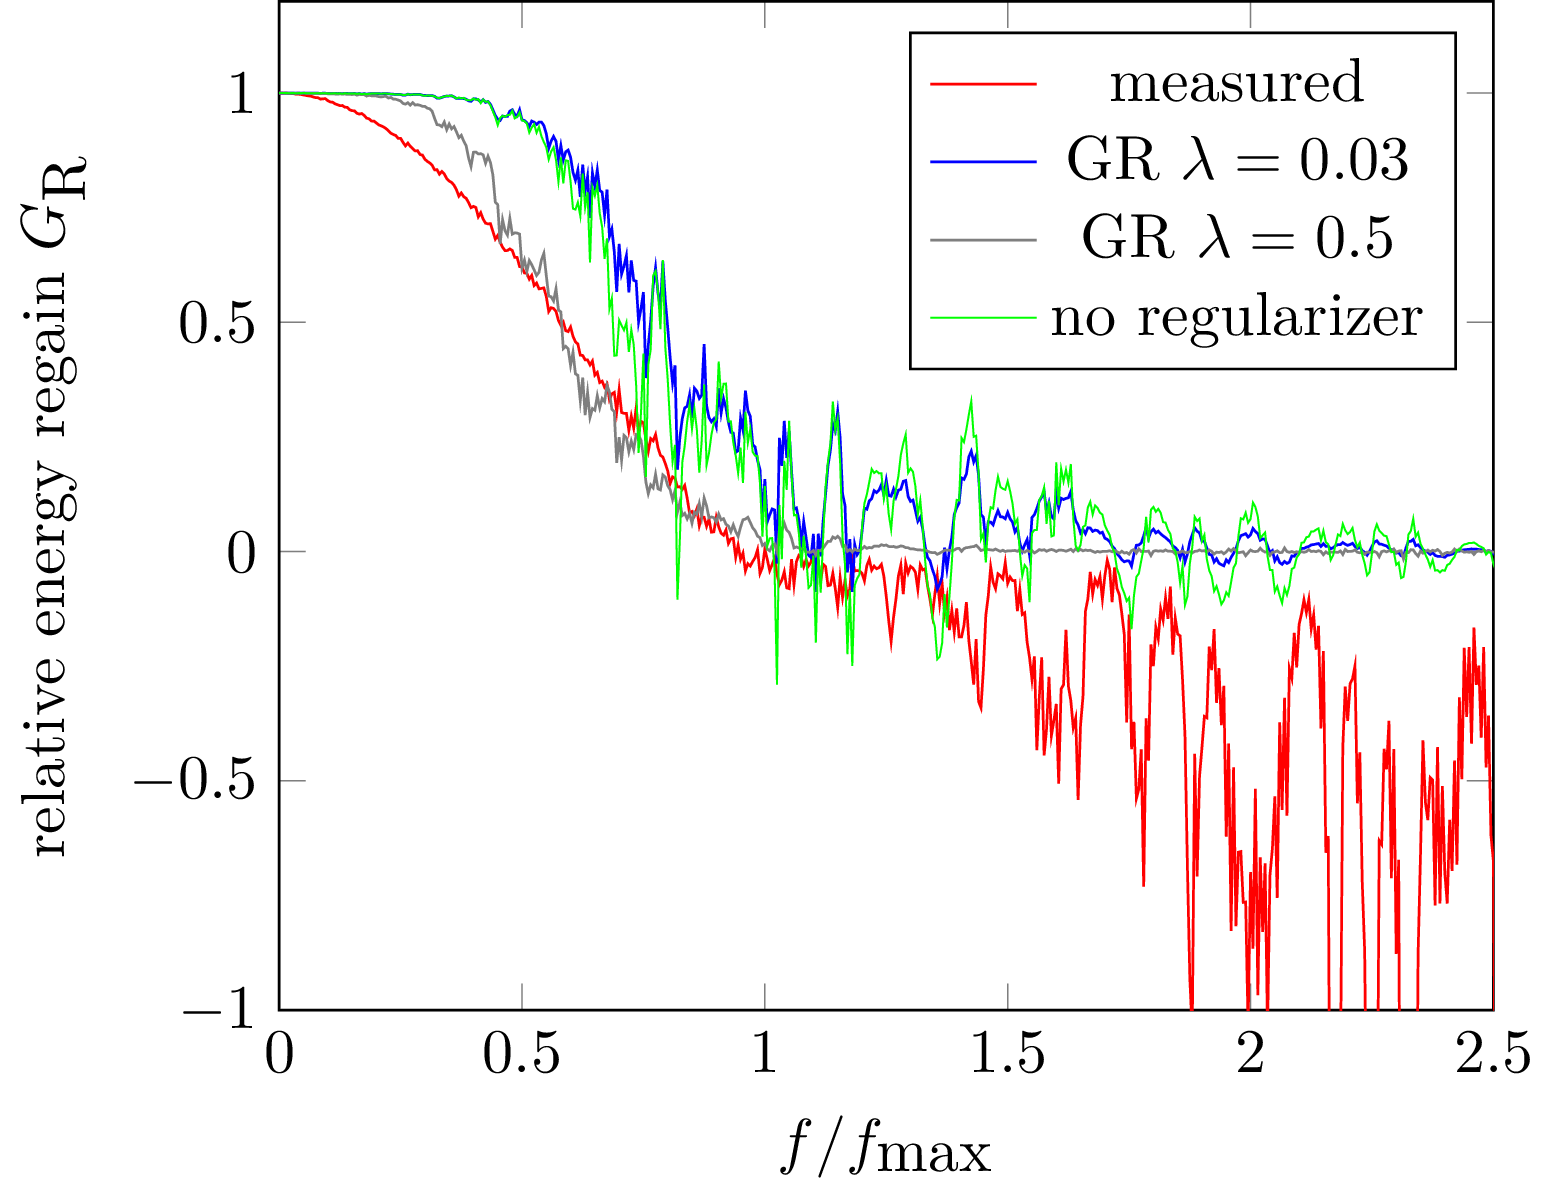 relative energy regain G_R
1
0.5
0
−0.5
−1
measured
GR λ = 0.03
GR λ = 0.5
no regularizer
0 0.5 1 1.5 2 2.5
f/f_max